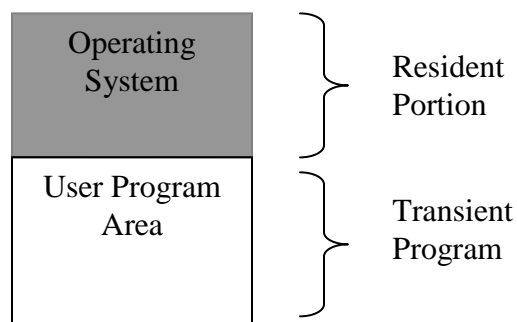 Operating
System
Resident
Portion
User Program
Area
Transient
Program